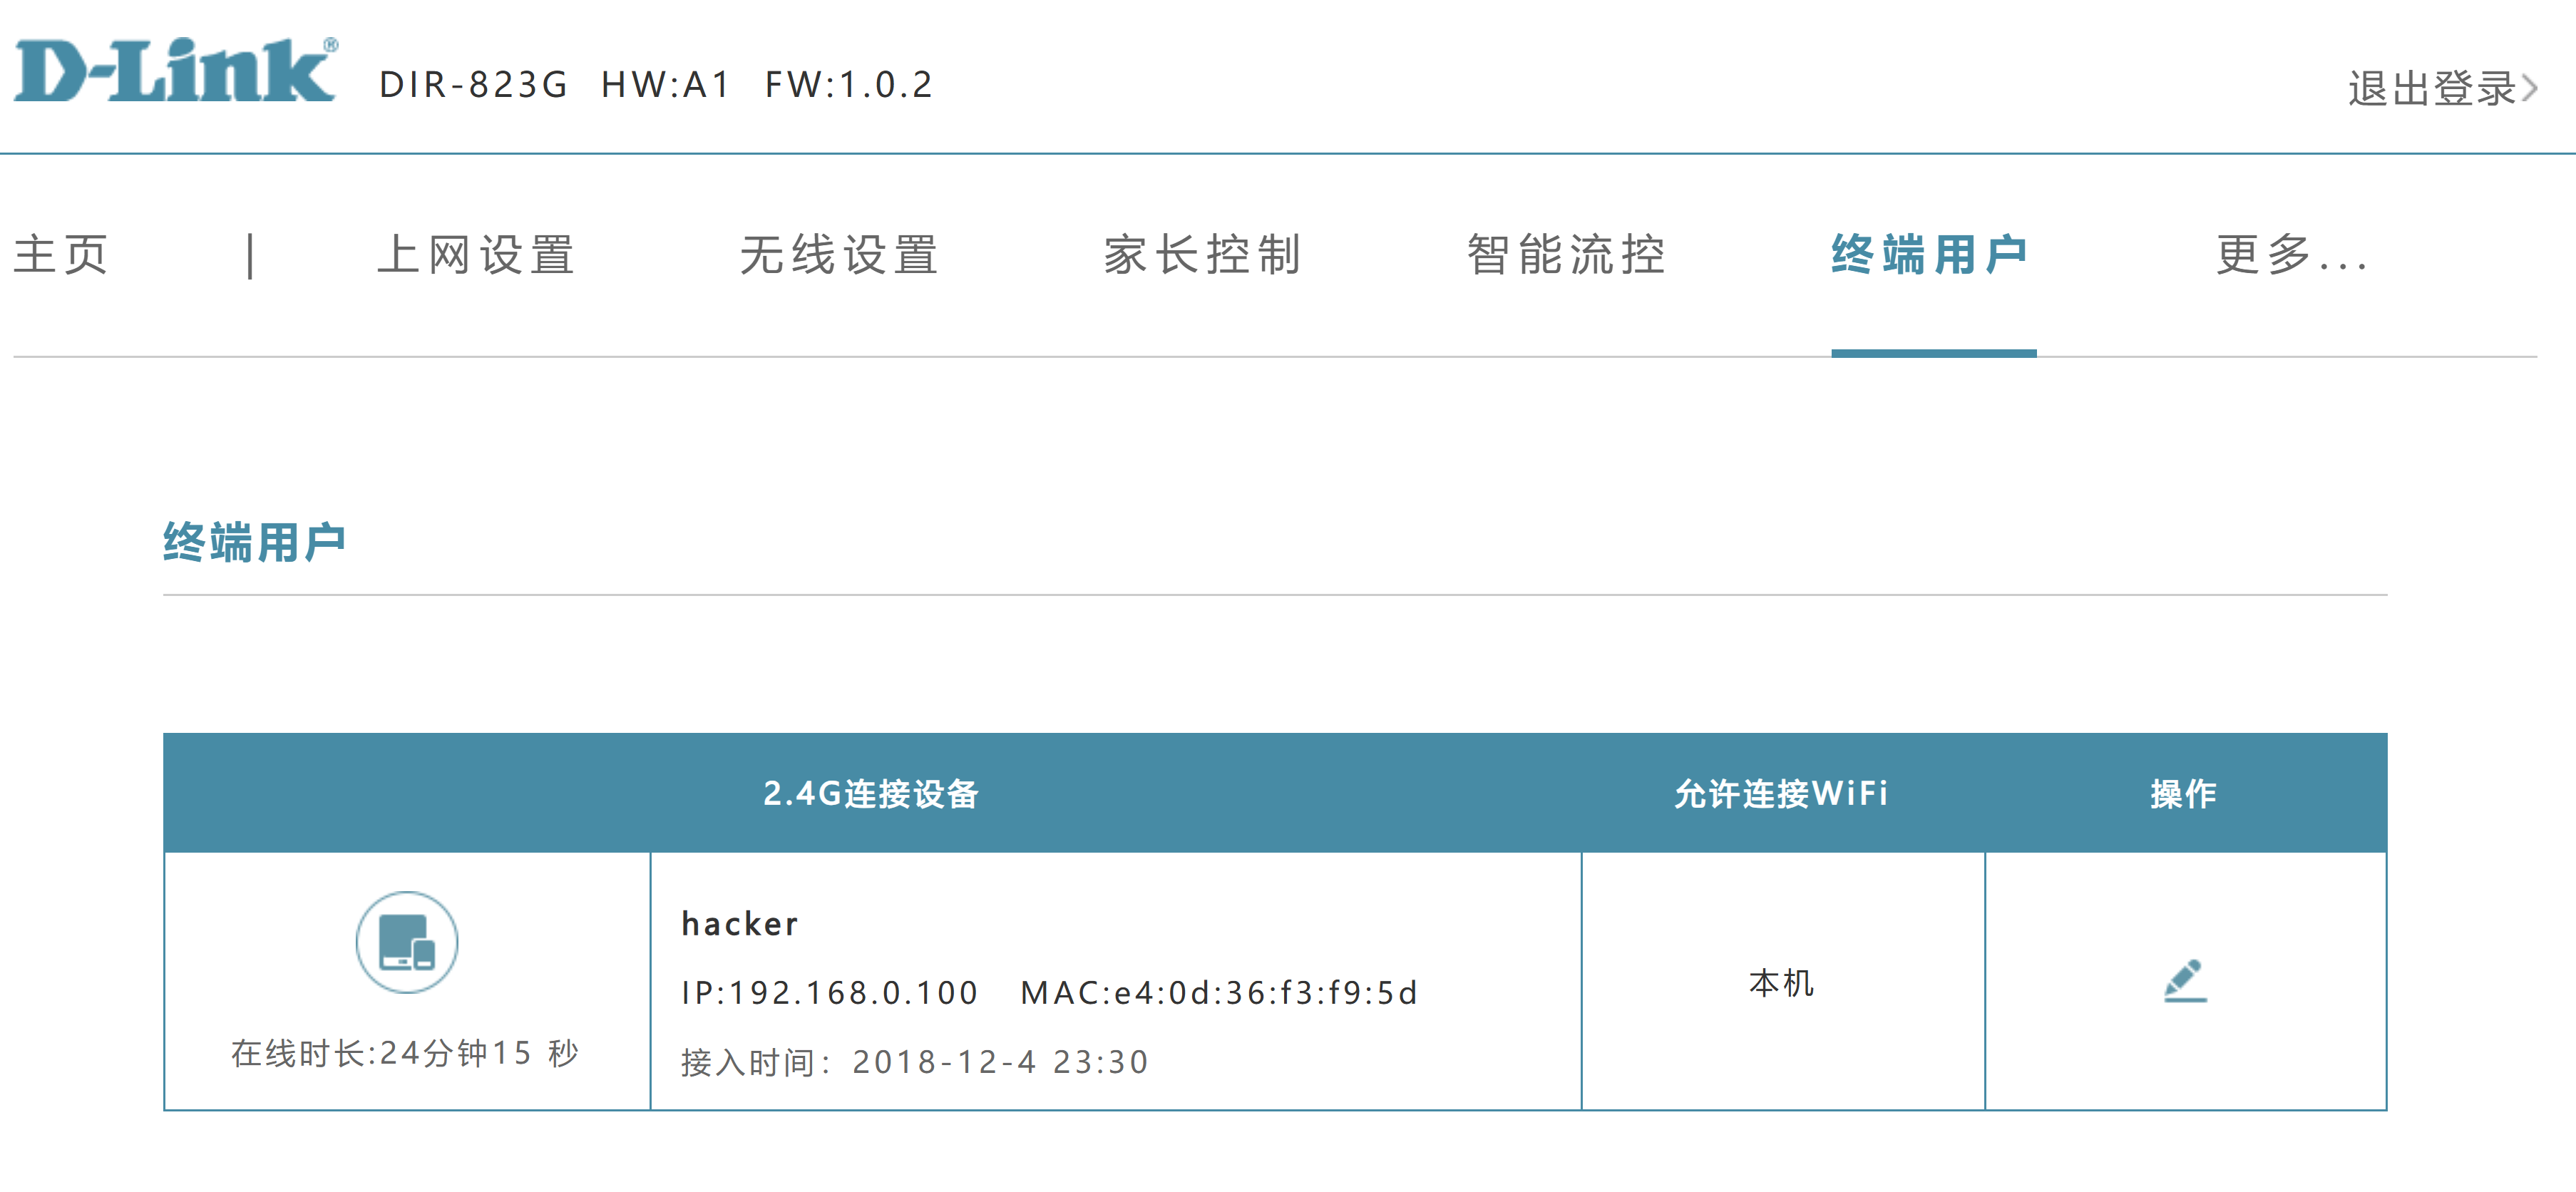 D-Link® DIR-823G HW:A1 FW:1.0.2 退出登录
主页 | 上网设置 无线设置 家长控制 智能流控 终端用户 更多...
终端用户
2.4G连接设备 允许连接WiFi 操作
hacker
IP:192.168.0.100 MAC:e4:0d:36:f3:f9:5d
本机
在线时长:24分钟15 秒
接入时间：2018-12-4 23:30